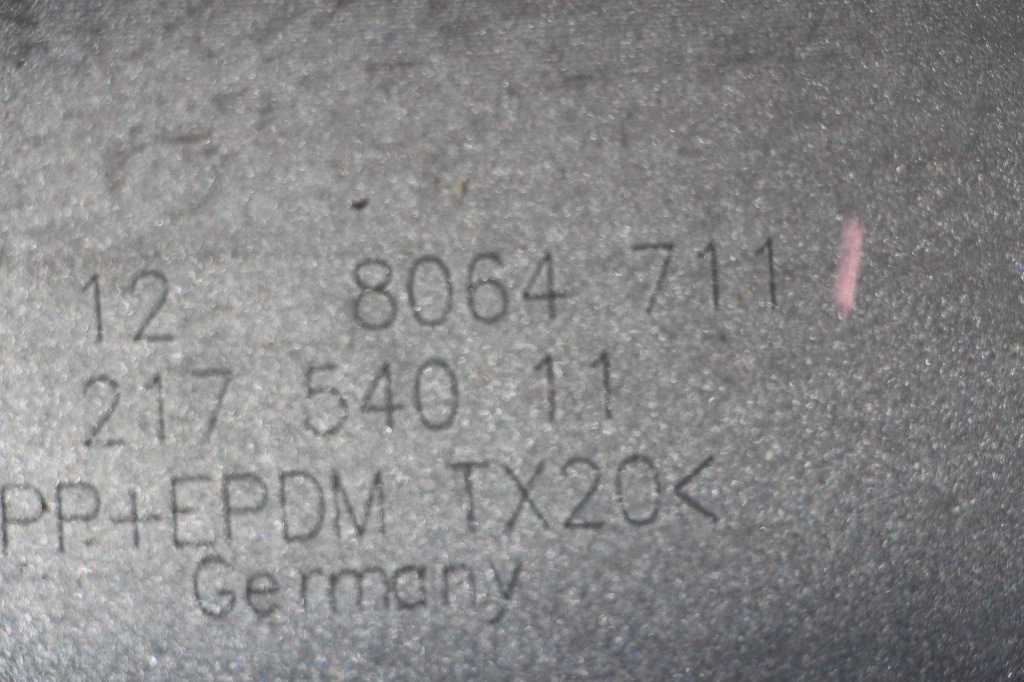 12 8064 711
217 540 11
PP+EPDM TX20<
Germany